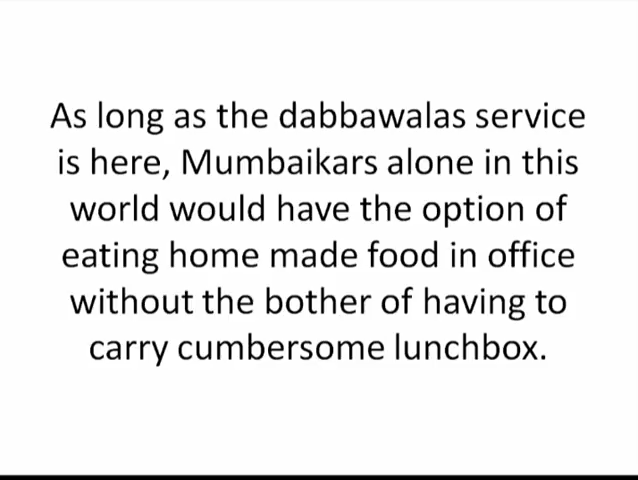 As long as the dabbawalas service
is here, Mumbaikars alone in this
world would have the option of
eating home made food in office
without the bother of having to
carry cumbersome lunchbox.